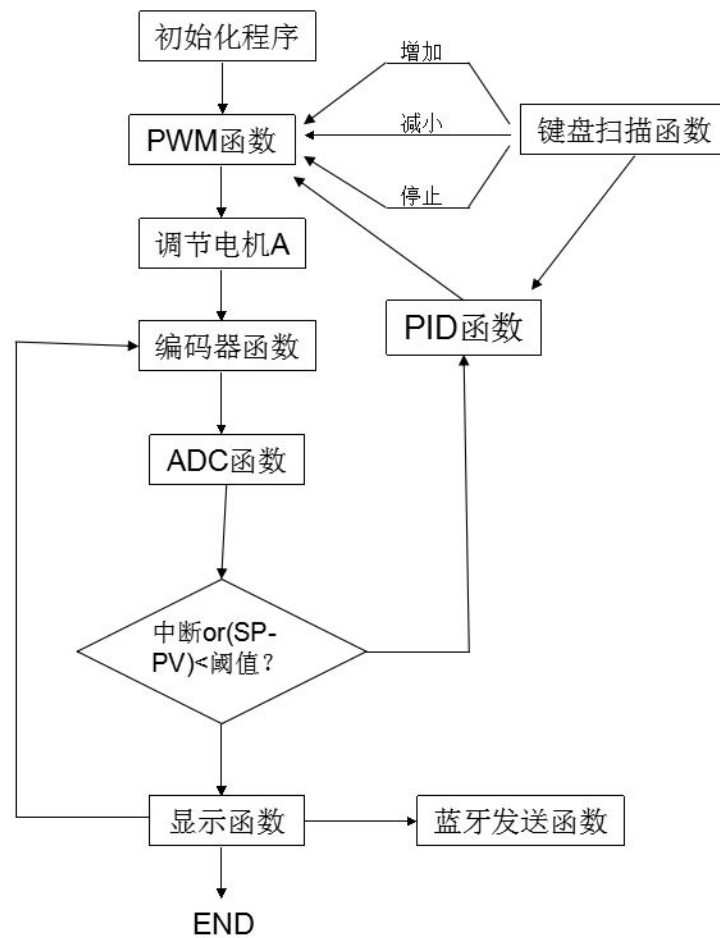 初始化程序
增加
PWM函数
减小
键盘扫描函数
停止
调节电机A
PID函数
编码器函数
ADC函数
中断or(SP-
PV)<阈值?
显示函数
蓝牙发送函数
END